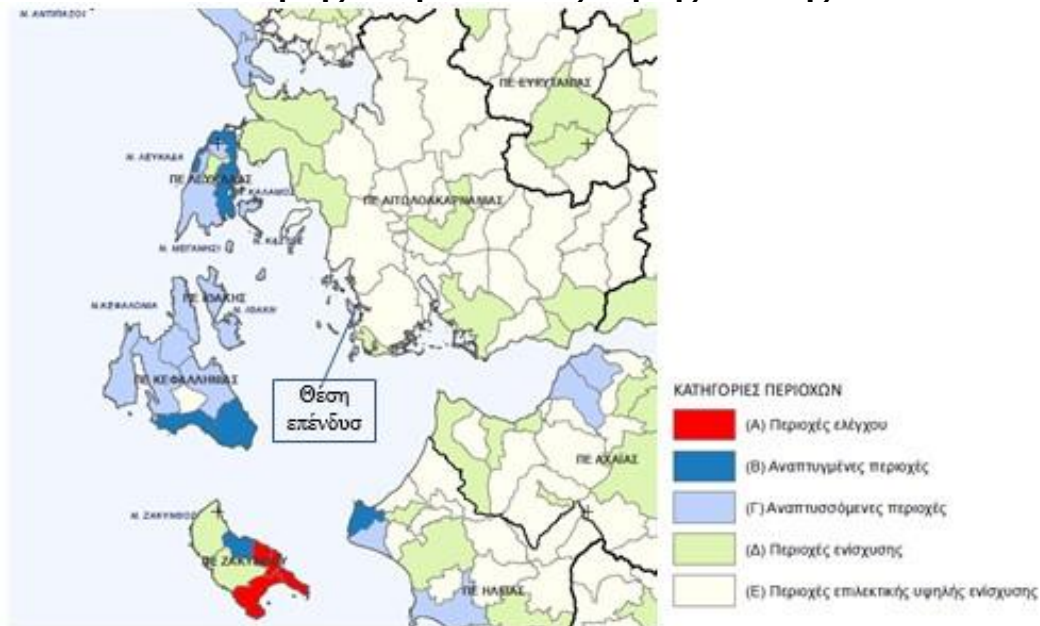 Ν. ΑΝΤΙΠΑΞΟΙ
ΠΕ ΕΥΡΥΤΑΝΙΑΣ
Ν. ΛΕΥΚΑΔΑ
ΠΕ ΛΕΥΚΑΔΑΣ
Ν. ΚΑΛΑΜΟΣ
ΠΕ ΑΙΤΩΛΟΑΚΑΡΝΑΝΙΑΣ
Ν. ΜΕΓΑΝΗΣΙ
Ν. ΚΑΣΤΟΣ
ΠΕ ΙΘΑΚΗΣ
Ν. ΚΕΦΑΛΟΝΙΑ
Ν. ΙΘΑΚΗ
ΠΕ ΚΕΦΑΛΛΗΝΙΑΣ
Θέση
επένδυσ
ΠΕ ΑΧΑΪΑΣ
Ν. ΖΑΚΥΝΘΟΣ
ΠΕ ΖΑΚΥΝΘΟΥ
ΠΕ ΗΛΕΙΑΣ
ΚΑΤΗΓΟΡΙΕΣ ΠΕΡΙΟΧΩΝ
(Α) Περιοχές ελέγχου
(Β) Αναπτυγμένες περιοχές
(Γ) Αναπτυσσόμενες περιοχές
(Δ) Περιοχές ενίσχυσης
(Ε) Περιοχές επιλεκτικής υψηλής ενίσχυσης